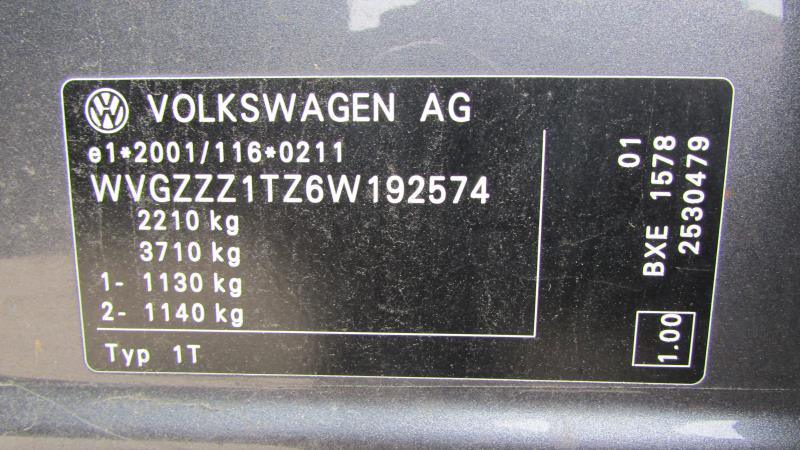 VOLKSWAGEN AG
e1*2001/116*0211
WVGZZZ1TZ6W192574
2210 kg
3710 kg
1- 1130 kg
2- 1140 kg
Typ 1T
01
BXE 1578
2530479
1.00